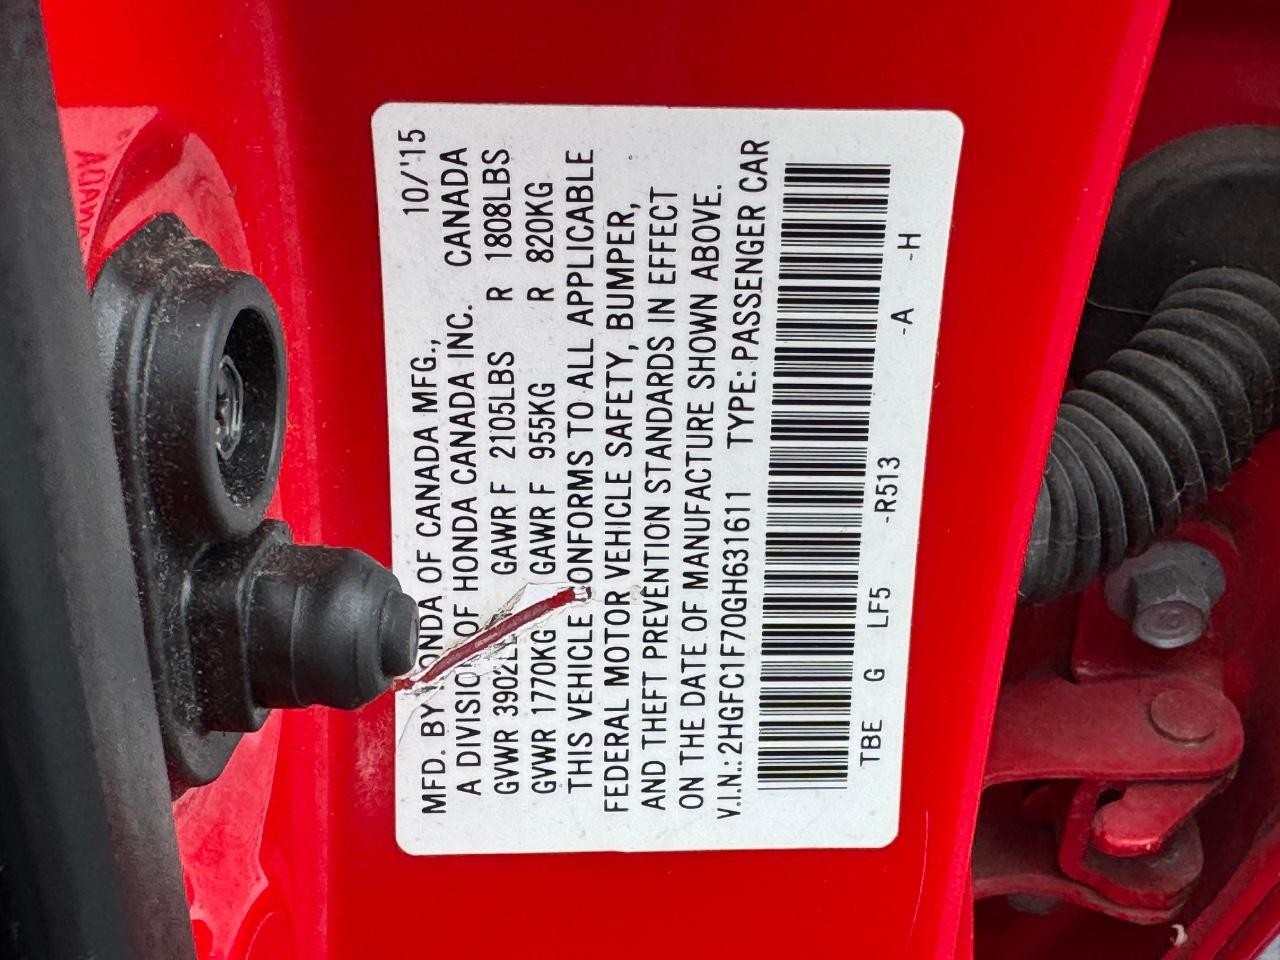 MFD. BY HONDA OF CANADA MFG., 10/'15
A DIVISION OF HONDA CANADA INC. CANADA
GVWR 3902LBS GAWR F 2105LBS R 1808LBS
GVWR 1770KG GAWR F 955KG R 820KG
THIS VEHICLE CONFORMS TO ALL APPLICABLE
FEDERAL MOTOR VEHICLE SAFETY, BUMPER,
AND THEFT PREVENTION STANDARDS IN EFFECT
ON THE DATE OF MANUFACTURE SHOWN ABOVE.
V.I.N.: 2HGFC1F70GH631611 TYPE: PASSENGER CAR
TBE G LF5 -R513 -A -H